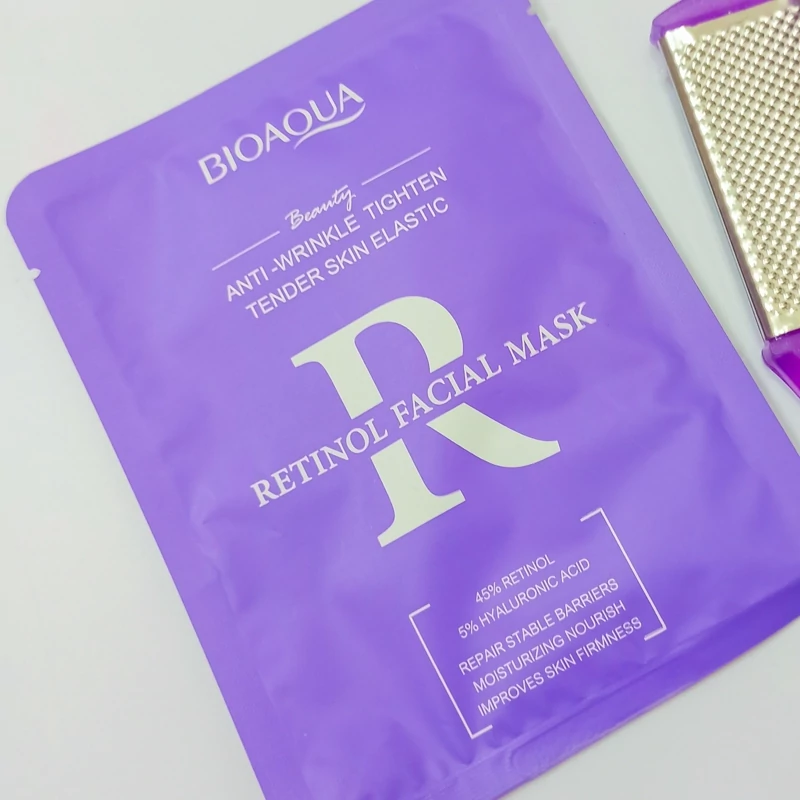 BIOAQUA
Beauty
ANTI-WRINKLE TIGHTEN
TENDER SKIN ELASTIC
R
RETINOL FACIAL MASK
45% RETINOL
5% HYALURONIC ACID
REPAIR STABLE BARRIERS
MOISTURIZING NOURISH
IMPROVES SKIN FIRMNESS